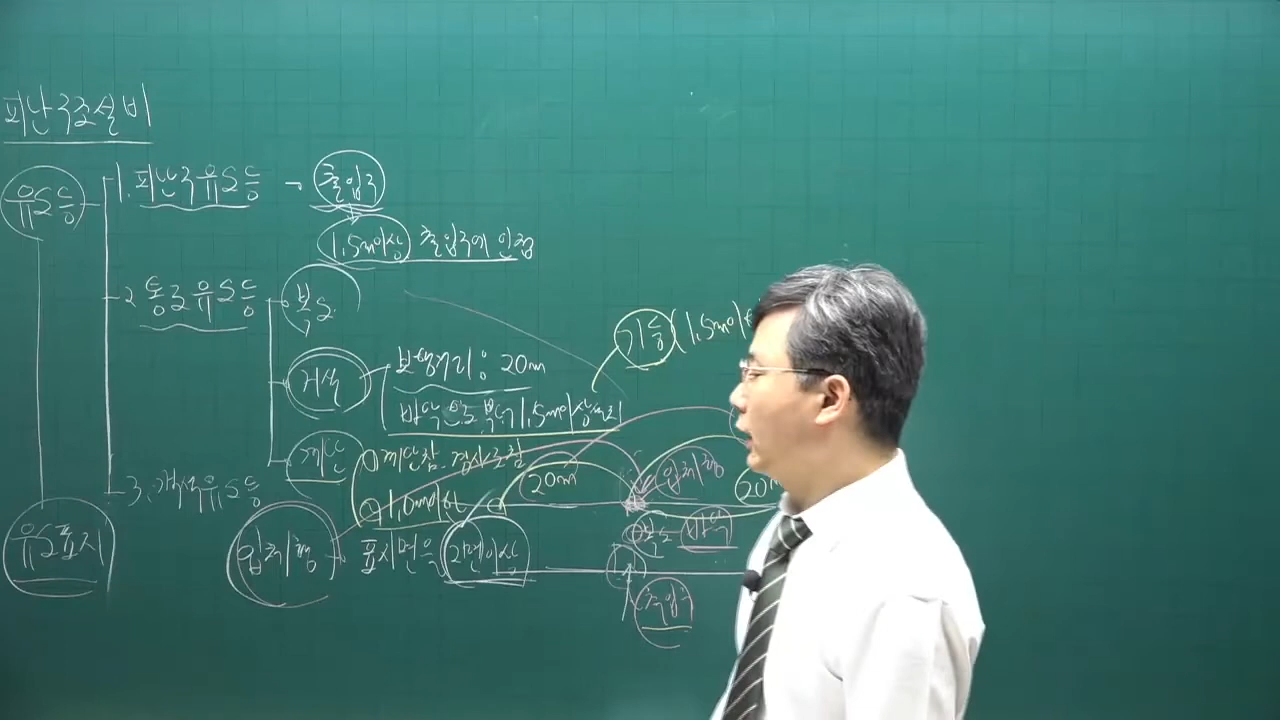 피난구조설비
유도등
1. 피난구유도등 → 출입구
1,5m이상 출입구에 인접
2 통로유도등
복도
거실
보행거리 : 20m
바닥으로부터 1,5m이상 설치
기둥 (1,5m이
계단
계단참. 경사로참
1,0m이하
20m
입체형
20
3. 객석유도등
유도표지
입체형
표지면은 2면이상
바닥
출입구